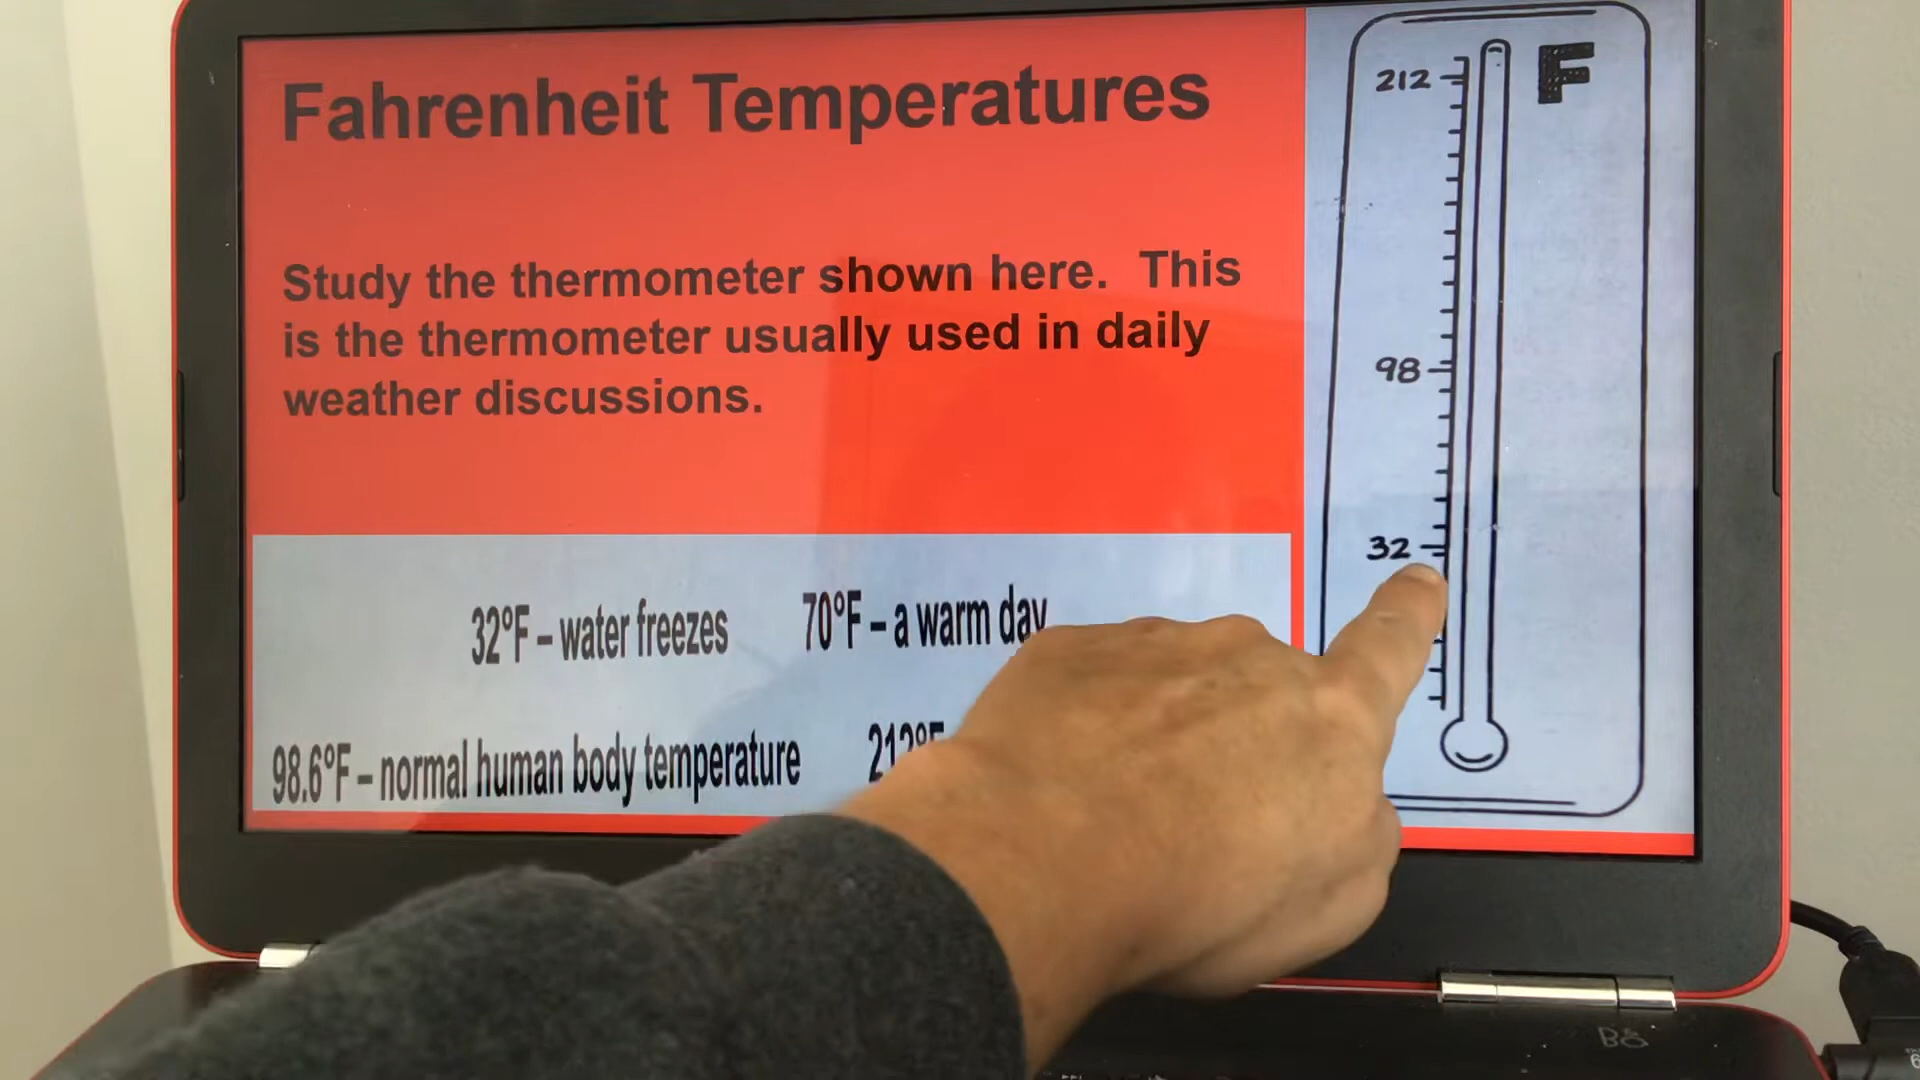 Fahrenheit Temperatures
Study the thermometer shown here. This
is the thermometer usually used in daily
weather discussions.
32°F – water freezes
70°F – a warm day
98.6°F – normal human body temperature
212°F
F
212
98
32